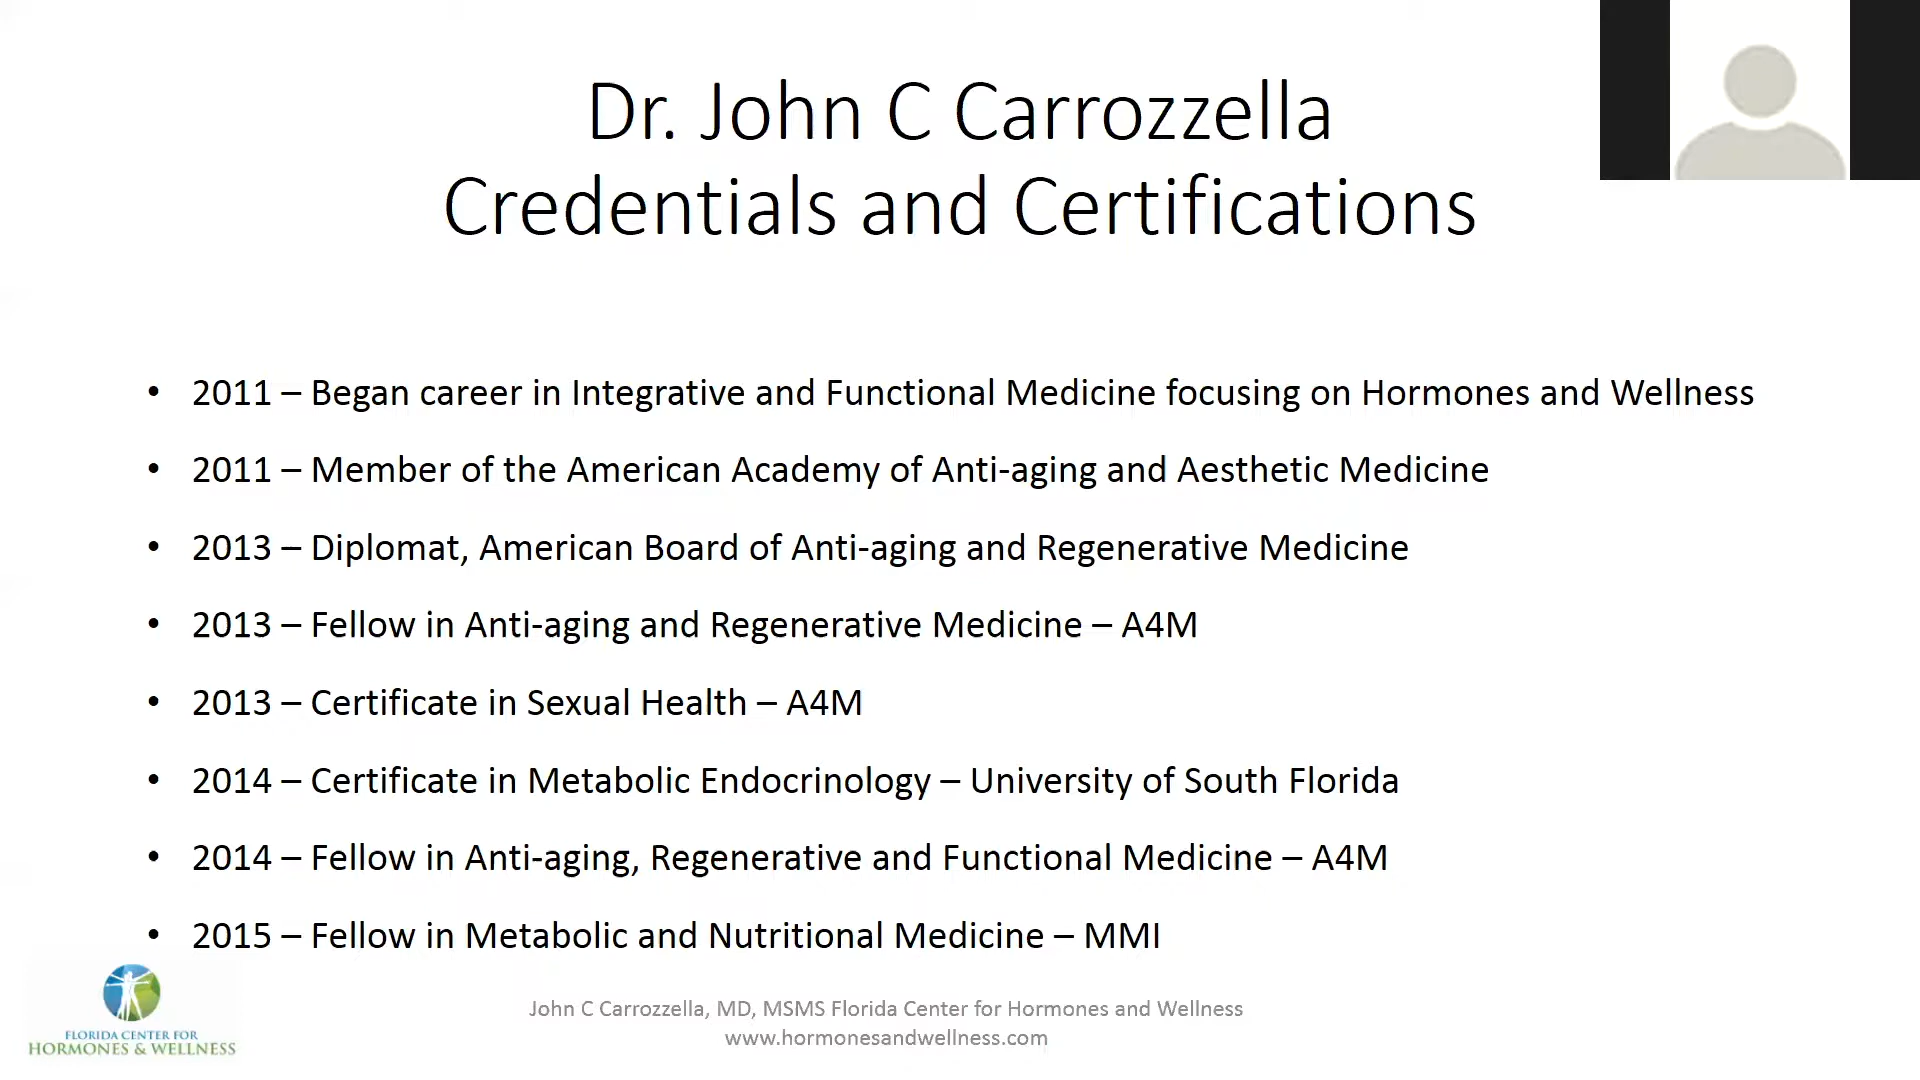 Dr. John C Carrozzella
Credentials and Certifications
• 2011 – Began career in Integrative and Functional Medicine focusing on Hormones and Wellness
• 2011 – Member of the American Academy of Anti-aging and Aesthetic Medicine
• 2013 – Diplomat, American Board of Anti-aging and Regenerative Medicine
• 2013 – Fellow in Anti-aging and Regenerative Medicine – A4M
• 2013 – Certificate in Sexual Health – A4M
• 2014 – Certificate in Metabolic Endocrinology – University of South Florida
• 2014 – Fellow in Anti-aging, Regenerative and Functional Medicine – A4M
• 2015 – Fellow in Metabolic and Nutritional Medicine – MMI
FLORIDA CENTER FOR
HORMONES & WELLNESS
John C Carrozzella, MD, MSMS Florida Center for Hormones and Wellness
www.hormonesandwellness.com